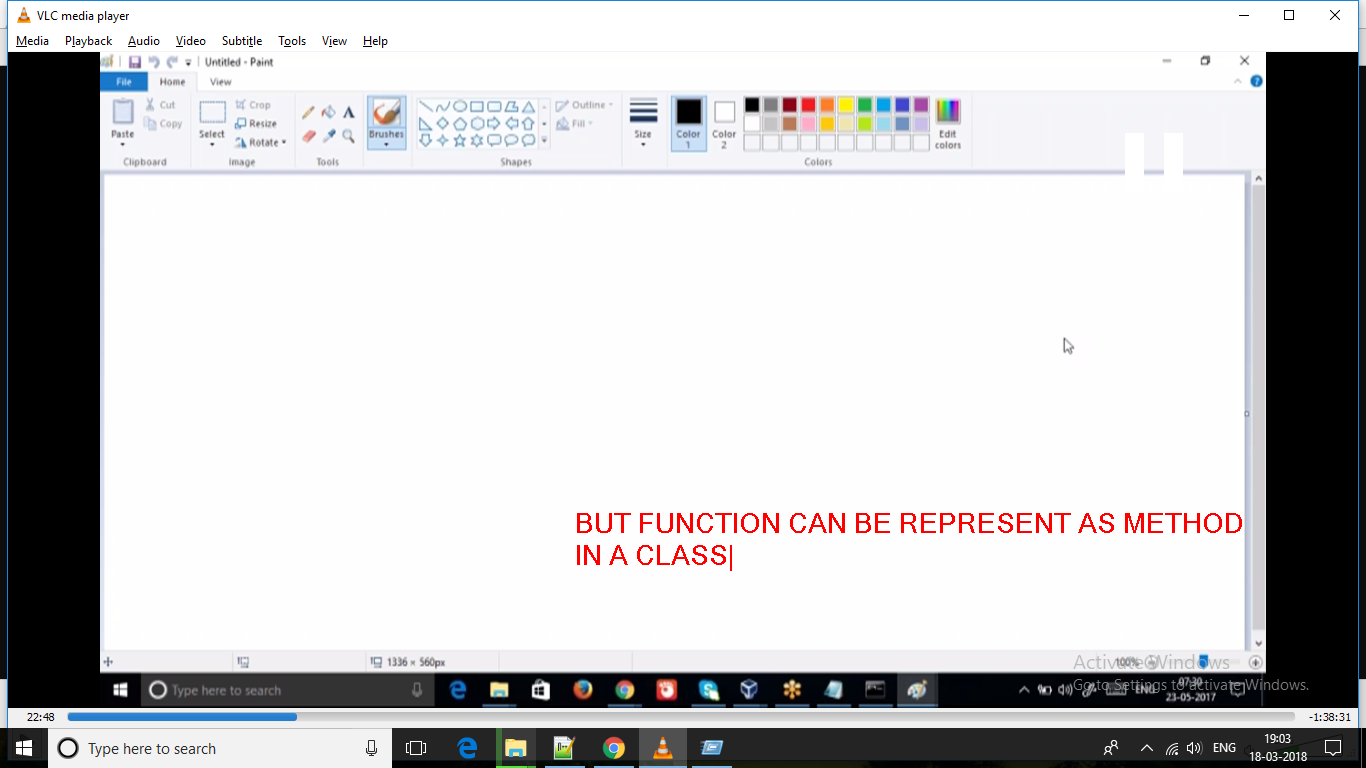 VLC media player
Media Playback Audio Video Subtitle Tools View Help
Untitled - Paint
File Home View
Cut
Copy
Paste
Clipboard
Select
Crop
Resize
Rotate
Image
A
Tools
Brushes
Shapes
Outline
Fill
Size
Color
1
Color
2
Edit
colors
Colors
BUT FUNCTION CAN BE REPRESENT AS METHOD
IN A CLASS
1336 × 560px
100%
Activate Windows
Go to Settings to activate Windows.
Type here to search
ENG
07:30
23-05-2017
22:48
-1:38:31
Type here to search
ENG
19:03
18-03-2018